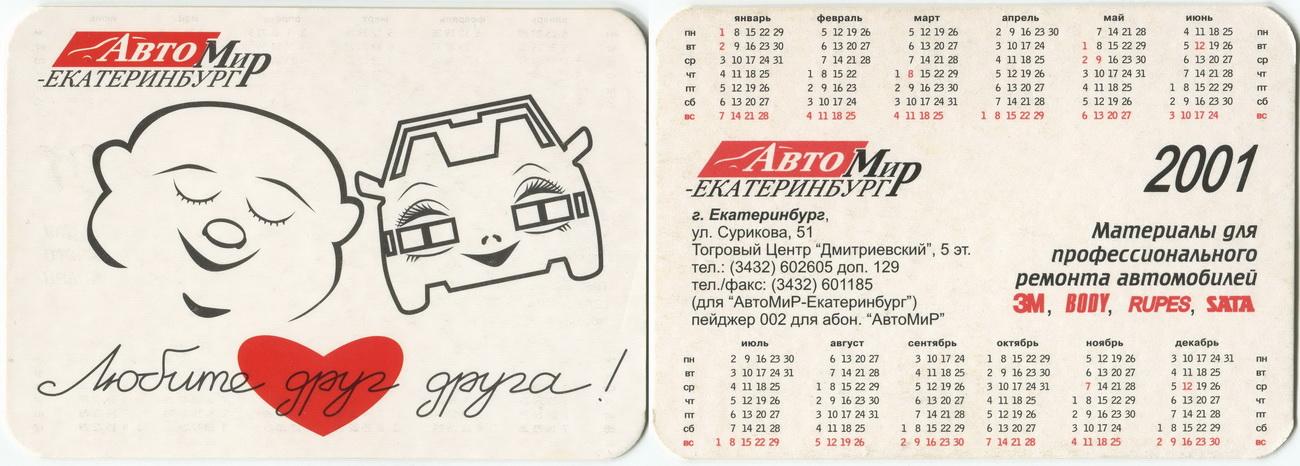 АвтоМир
-ЕКАТЕРИНБУРГ
Любите друг друга!
январь февраль март апрель май июнь
пн 1 8 15 22 29 5 12 19 26 5 12 19 26 2 9 16 23 30 7 14 21 28 4 11 18 25 пн
вт 2 9 16 23 30 6 13 20 27 6 13 20 27 3 10 17 24 1 8 15 22 29 5 12 19 26 вт
ср 3 10 17 24 31 7 14 21 28 7 14 21 28 4 11 18 25 2 9 16 23 30 6 13 20 27 ср
чт 4 11 18 25 1 8 15 22 1 8 15 22 29 5 12 19 26 3 10 17 24 31 7 14 21 28 чт
пт 5 12 19 26 2 9 16 23 2 9 16 23 30 6 13 20 27 4 11 18 25 1 8 15 22 29 пт
сб 6 13 20 27 3 10 17 24 3 10 17 24 31 7 14 21 28 5 12 19 26 2 9 16 23 30 сб
вс 7 14 21 28 4 11 18 25 4 11 18 25 1 8 15 22 29 6 13 20 27 3 10 17 24 вс
АвтоМир
-ЕКАТЕРИНБУРГ
2001
г. Екатеринбург,
ул. Сурикова, 51
Тогровый Центр "Дмитриевский", 5 эт.
тел.: (3432) 602605 доп. 129
тел./факс: (3432) 601185
(для "АвтоМиР-Екатеринбург")
пейджер 002 для абон. "АвтоМиР"
Материалы для
профессионального
ремонта автомобилей
3M, BODY, RUPES, SATA
июль август сентябрь октябрь ноябрь декабрь
пн 2 9 16 23 30 6 13 20 27 3 10 17 24 1 8 15 22 29 5 12 19 26 3 10 17 24 31 пн
вт 3 10 17 24 31 7 14 21 28 4 11 18 25 2 9 16 23 30 6 13 20 27 4 11 18 25 вт
ср 4 11 18 25 1 8 15 22 29 5 12 19 26 3 10 17 24 31 7 14 21 28 5 12 19 26 ср
чт 5 12 19 26 2 9 16 23 30 6 13 20 27 4 11 18 25 1 8 15 22 29 6 13 20 27 чт
пт 6 13 20 27 3 10 17 24 31 7 14 21 28 5 12 19 26 2 9 16 23 30 7 14 21 28 пт
сб 7 14 21 28 4 11 18 25 1 8 15 22 29 6 13 20 27 3 10 17 24 1 8 15 22 29 сб
вс 1 8 15 22 29 5 12 19 26 2 9 16 23 30 7 14 21 28 4 11 18 25 2 9 16 23 30 вс